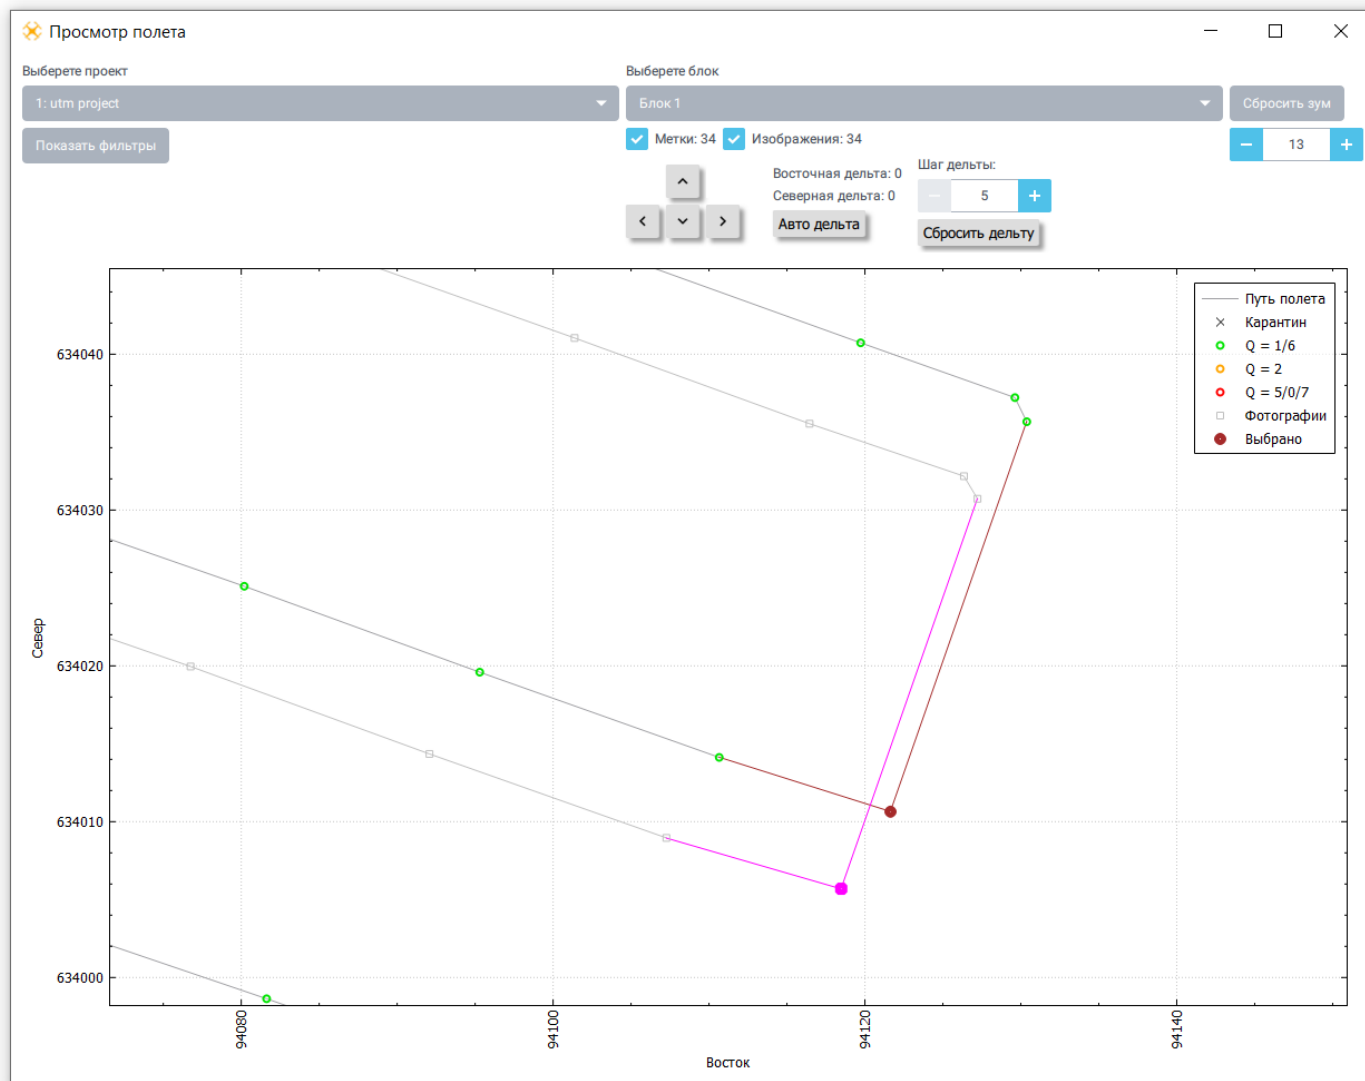 Просмотр полета
Выберете проект
Выберете блок
1: utm project
Блок 1
Сбросить зум
Показать фильтры
Метки: 34
Изображения: 34
13
Восточная дельта: 0
Шаг дельты:
Северная дельта: 0
5
Авто дельта
Сбросить дельту
Путь полета
Карантин
Q = 1/6
Q = 2
Q = 5/0/7
Фотографии
Выбрано
634040
634030
634020
634010
634000
Север
94080
94100
94120
94140
Восток